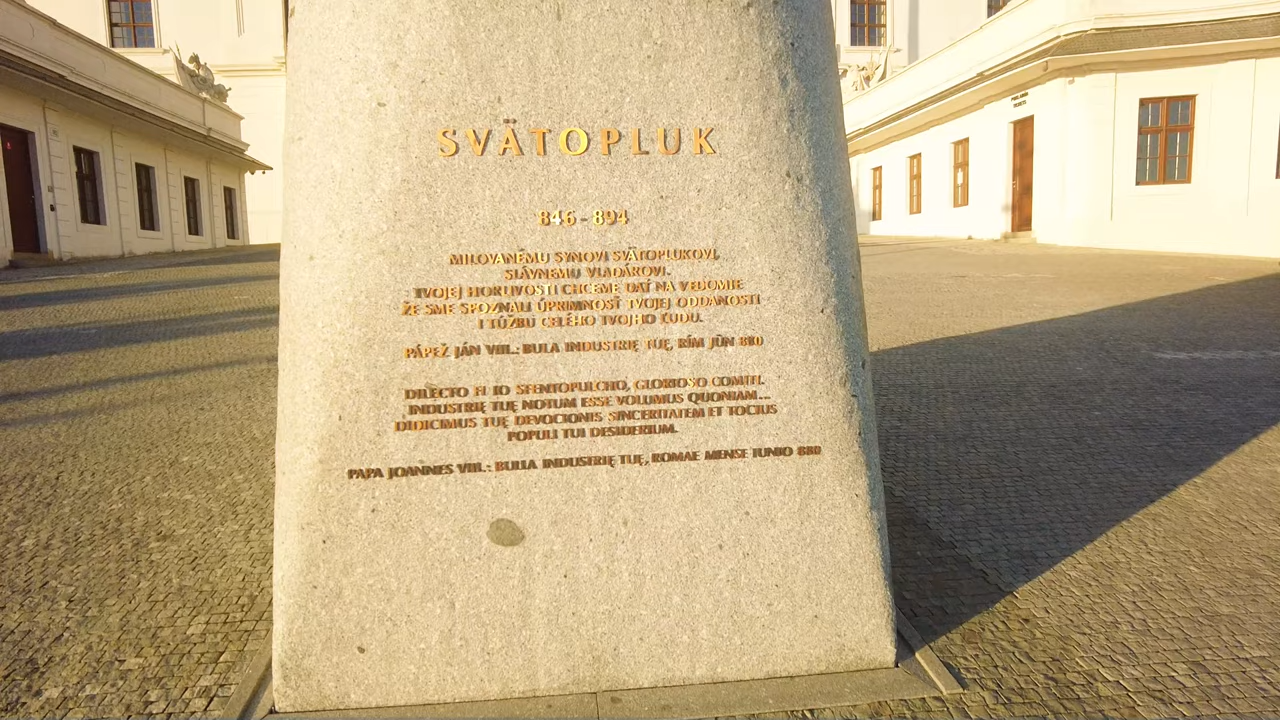 SVÄTOPLUK
846 - 894
MILOVANÉMU SYNOVI SVÄTOPLUKOVI,
SLÁVNEMU VLADÁROVI.
TVOJEJ HORLIVOSTI CHCEME DAŤ NA VEDOMIE
ŽE SME SPOZNALI ÚPRIMNOSŤ TVOJEJ ODDANOSTI
I TÚŽBU CELÉHO TVOJHO ĽUDU.
PÁPEŽ JÁN VIII.: BULA INDUSTRIĘ TUĘ, RÍM JÚN 880
DILECTO FI IO SFENTOPULCHO, GLORIOSO COMITI.
INDUSTRIĘ TUĘ NOTUM ESSE VOLUMUS QUONIAM...
DIDICIMUS TUĘ DEVOCIONIS SINCERITATEM ET TOCIUS
POPULI TUI DESIDERIUM.
PAPA JOANNES VIII.: BULLA INDUSTRIĘ TUĘ, ROMAE MENSE IUNIO 880